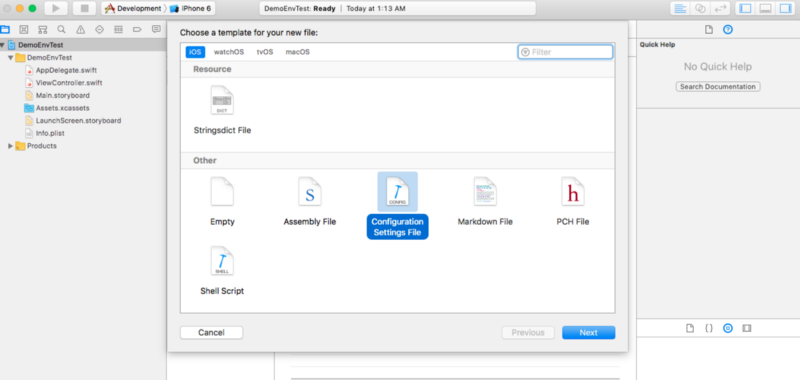 Development
iPhone 6
DemoEnvTest: Ready | Today at 1:13 AM
Choose a template for your new file:
iOS
watchOS
tvOS
macOS
Filter
DemoEnvTest
DemoEnvTest
AppDelegate.swift
ViewController.swift
Main.storyboard
Assets.xcassets
LaunchScreen.storyboard
Info.plist
Products
Resource
DICT
Stringsdict File
Other
Empty
S
Assembly File
CONFIG
Configuration
Settings File
Markdown File
h
PCH File
SHELL
Shell Script
Cancel
Previous
Next
Quick Help
No Quick Help
Search Documentation